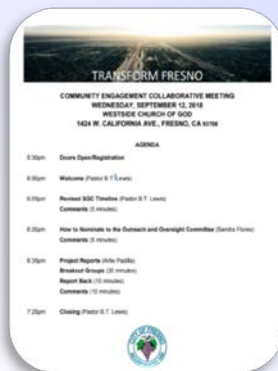 TRANSFORM FRESNO
COMMUNITY ENGAGEMENT COLLABORATIVE MEETING
WEDNESDAY, SEPTEMBER 12, 2018
WESTSIDE CHURCH OF GOD
1424 W. CALIFORNIA AVE., FRESNO, CA 93706
AGENDA
5:30pm Doors Open/Registration
6:00pm Welcome (Pastor B.T. Lewis)
6:05pm Revised SGC Timeline (Pastor B.T. Lewis)
Comments (5 minutes)
6:20pm How to Nominate to the Outreach and Oversight Committee (Sandra Flores)
Comments (5 minutes)
6:35pm Project Reports (Artie Padilla)
Breakout Groups (30 minutes)
Report Back (10 minutes)
Comments (10 minutes)
7:25pm Closing (Pastor B.T. Lewis)